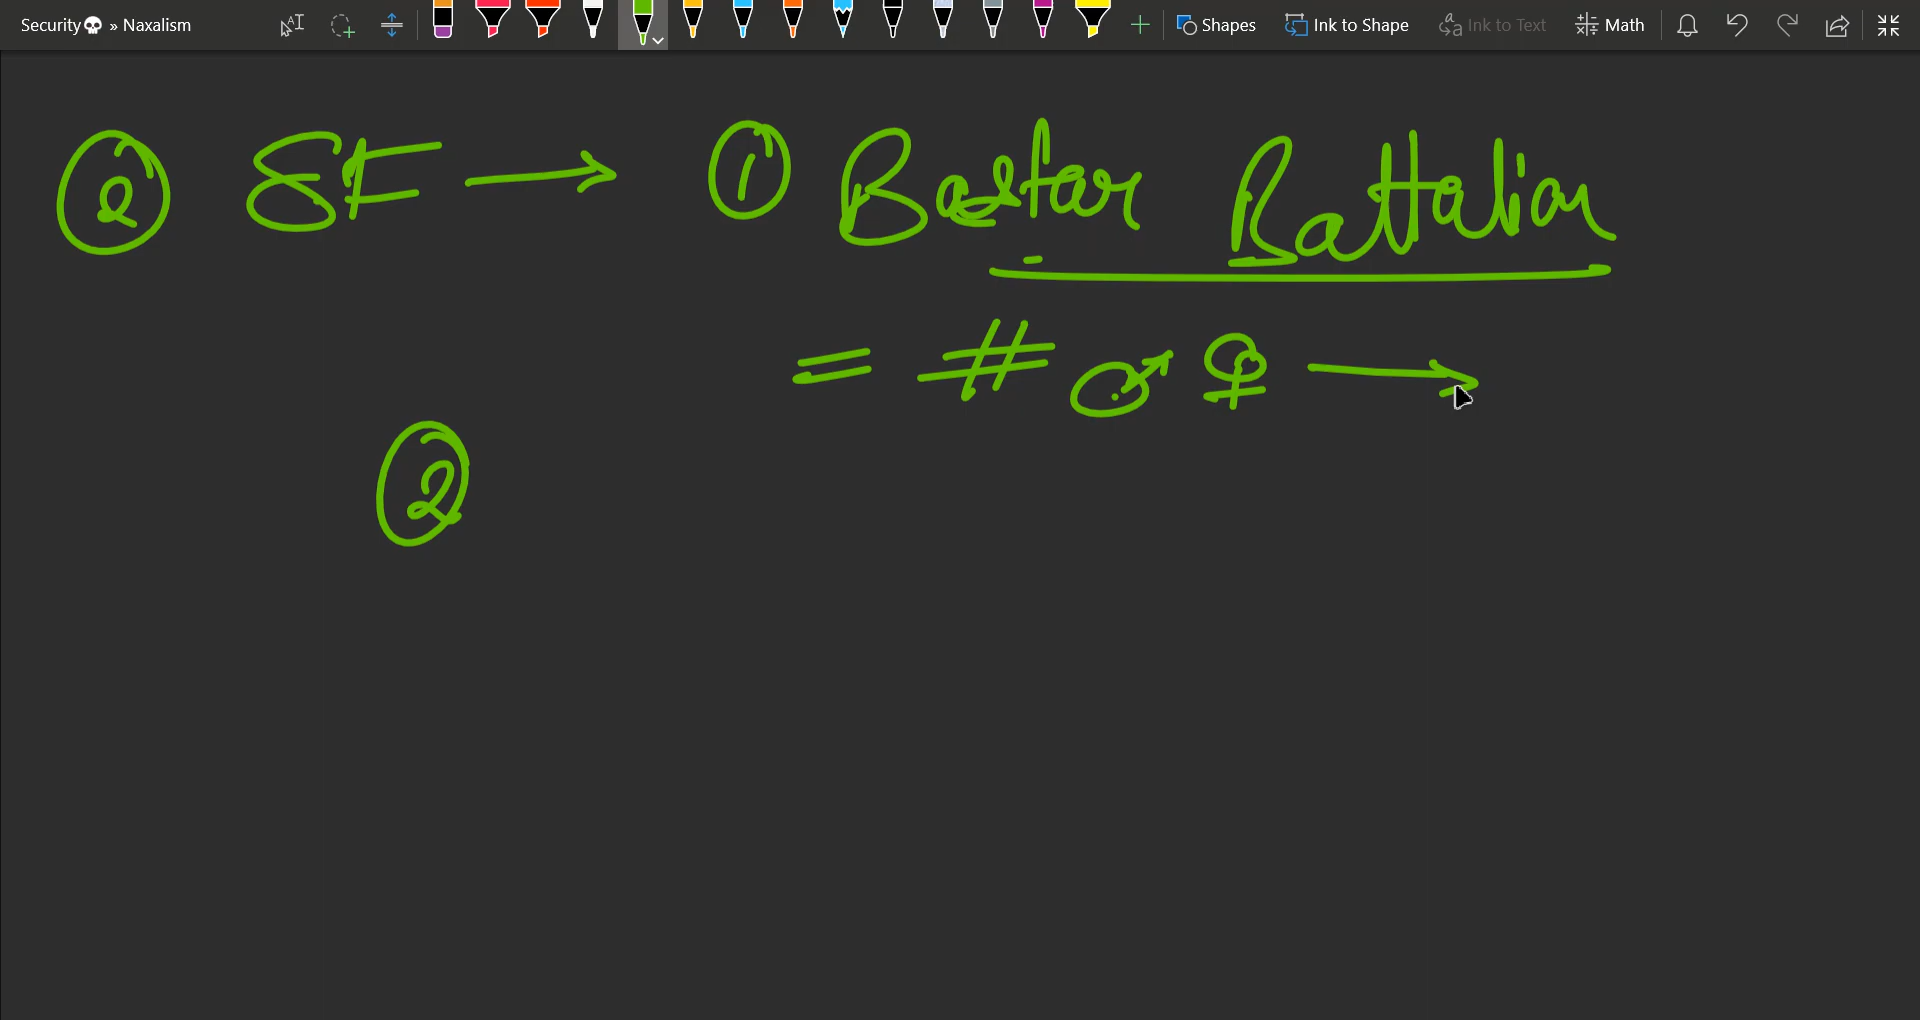 Security💀 » Naxalism
Shapes Ink to Shape Ink to Text Math
② SF → ① Bastar Battalion
= # ♂ ♀ →
②